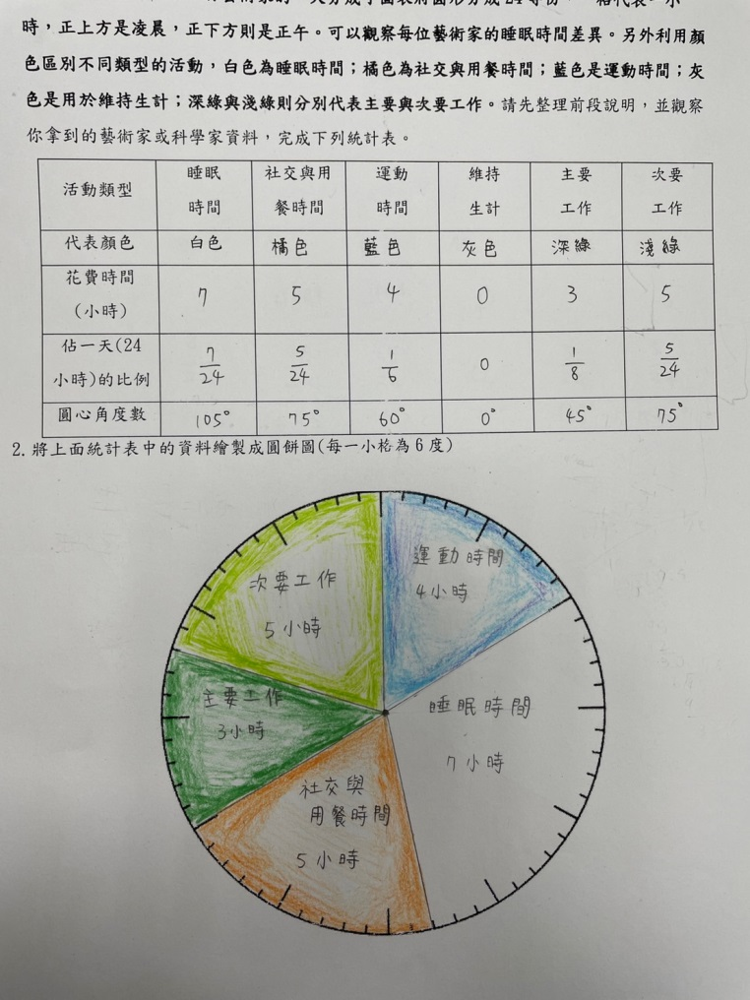 時，正上方是凌晨，正下方則是正午。可以觀察每位藝術家的睡眠時間差異。另外利用顏
色區別不同類型的活動，白色為睡眠時間；橘色為社交與用餐時間；藍色是運動時間；灰
色是用於維持生計；深綠與淺綠則分別代表主要與次要工作。請先整理前段說明，並觀察
你拿到的藝術家或科學家資料，完成下列統計表。
活動類型 睡眠時間 社交與用餐時間 運動時間 維持生計 主要工作 次要工作
代表顏色 白色 橘色 藍色 灰色 深綠 淺綠
花費時間(小時) 7 5 4 0 3 5
佔一天(24小時)的比例 7/24 5/24 1/6 0 1/8 5/24
圓心角度數 105° 75° 60° 0° 45° 75°
2. 將上面統計表中的資料繪製成圓餅圖(每一小格為 6 度)
運動時間
4小時
次要工作
5小時
睡眠時間
7小時
主要工作
3小時
社交與
用餐時間
5小時